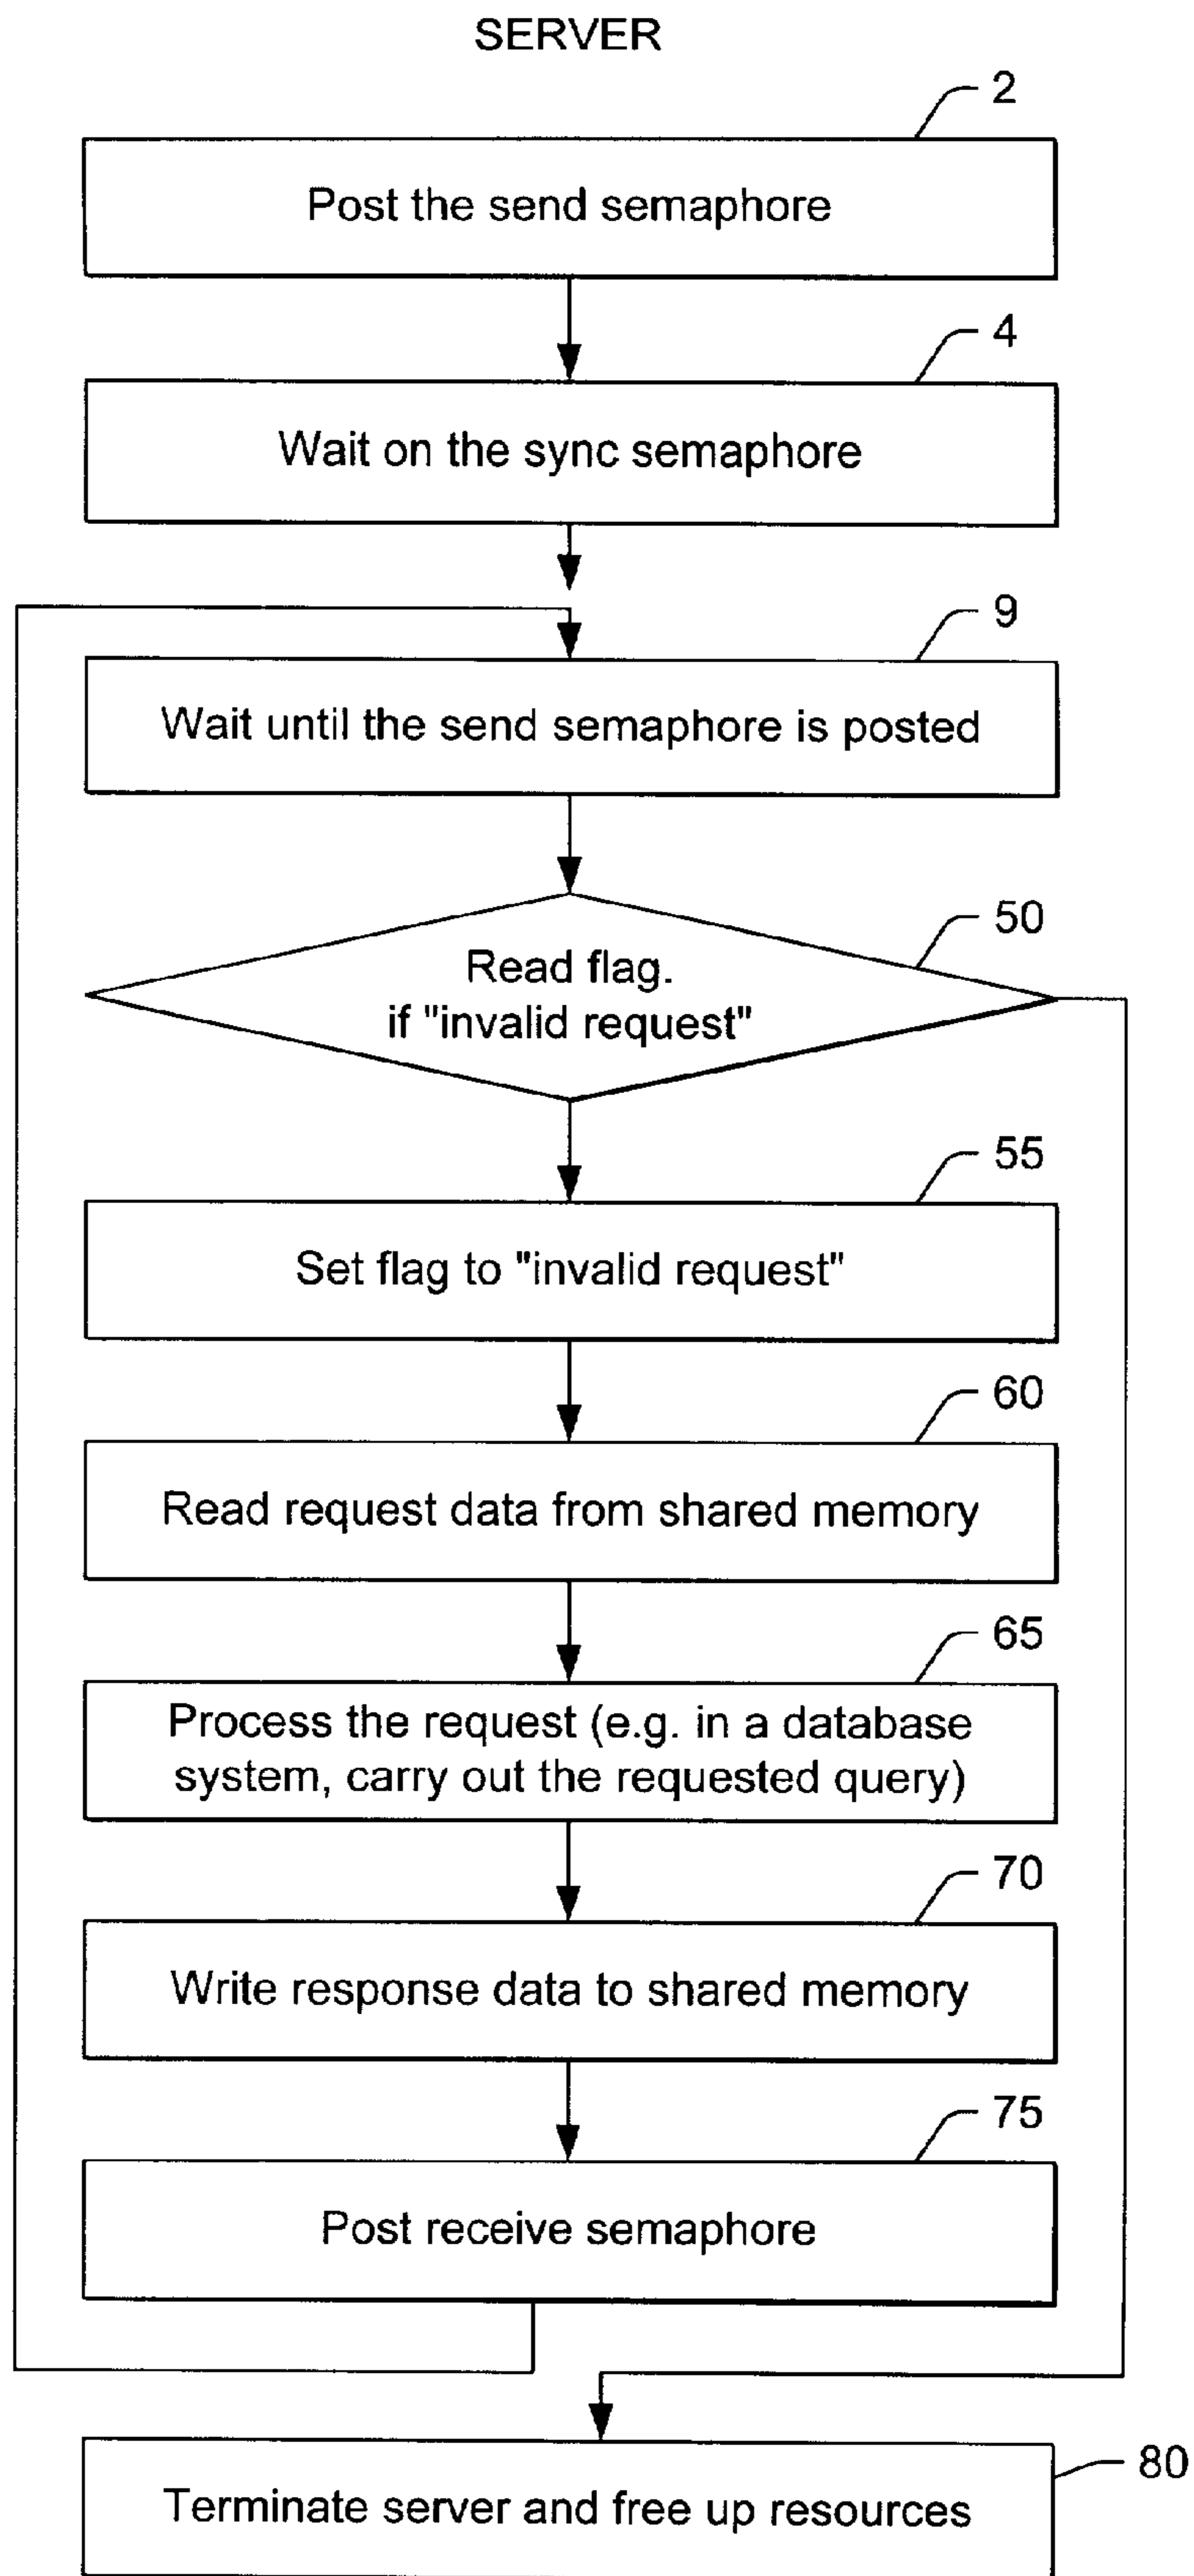 SERVER
2
Post the send semaphore
4
Wait on the sync semaphore
9
Wait until the send semaphore is posted
50
Read flag.
if "invalid request"
55
Set flag to "invalid request"
60
Read request data from shared memory
65
Process the request (e.g. in a database
system, carry out the requested query)
70
Write response data to shared memory
75
Post receive semaphore
80
Terminate server and free up resources